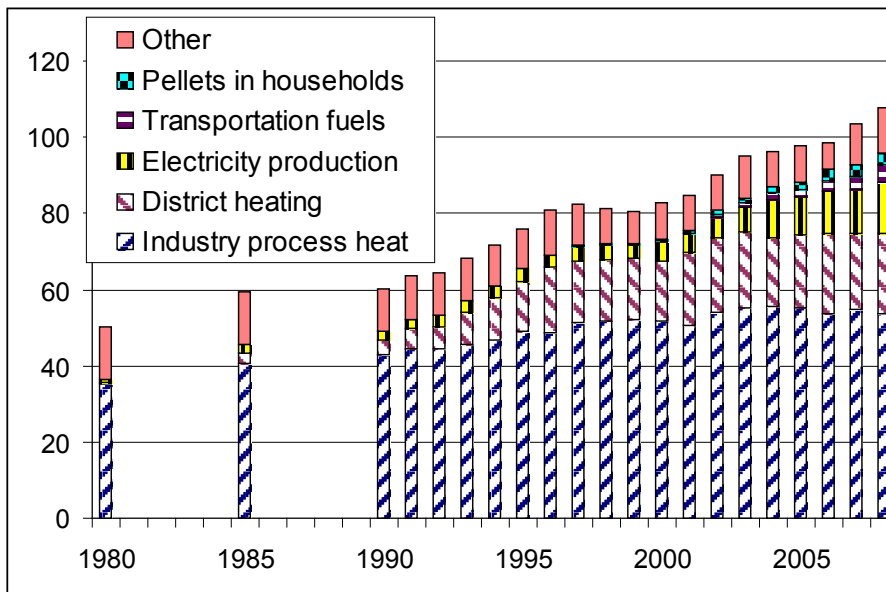 Other
Pellets in households
Transportation fuels
Electricity production
District heating
Industry process heat
120
100
80
60
40
20
0
1980 1985 1990 1995 2000 2005